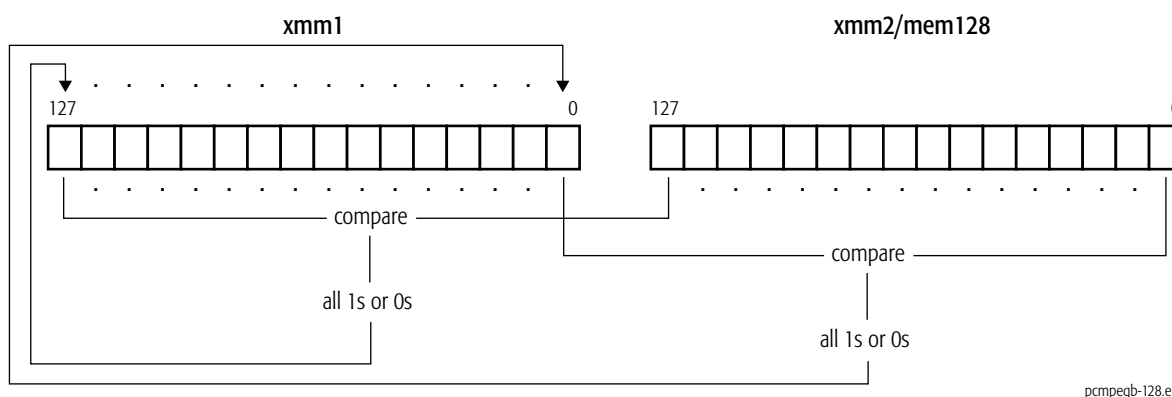 xmm1 xmm2/mem128
127 0 127
compare
compare
all 1s or 0s
all 1s or 0s
pcmpeqb-128.e